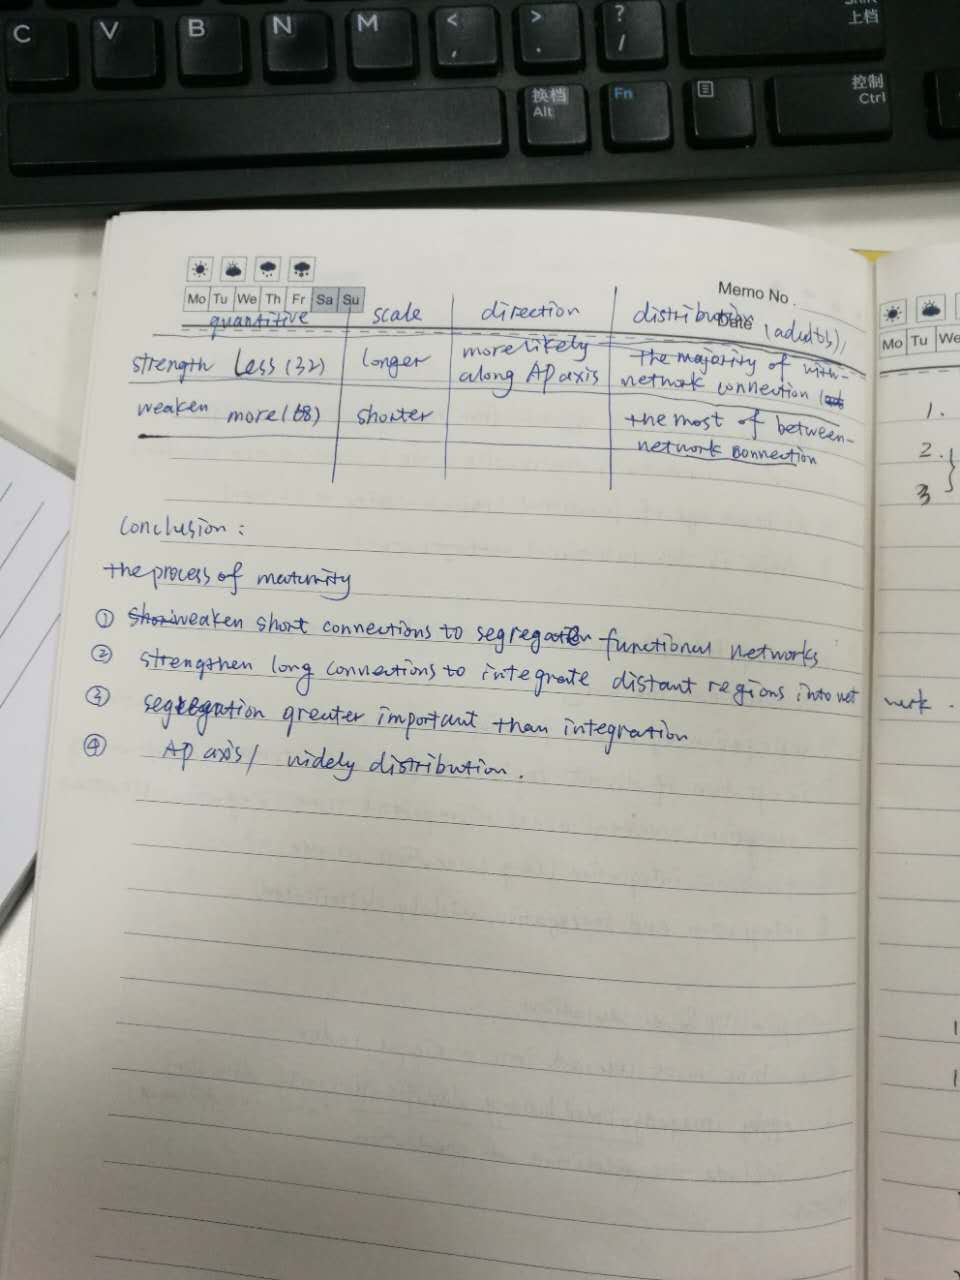 C V B N M < , > . ? / 上档
换档 Alt Fn 控制 Ctrl
Memo No.
Mo Tu We Th Fr Sa Su
Date
quantitive scale direction distribution (adults)
strength less (32) longer more likely along AP axis the majority of with-network connection
weaken more (68) shorter the most of between-network connection
Conclusion:
the process of maturity
① weaken short connections to segregation functional networks
② strengthen long connections to integrate distant regions into net work.
③ segregation greater important than integration
④ AP axis / widely distribution.
Mo Tu We
1.
2.
3